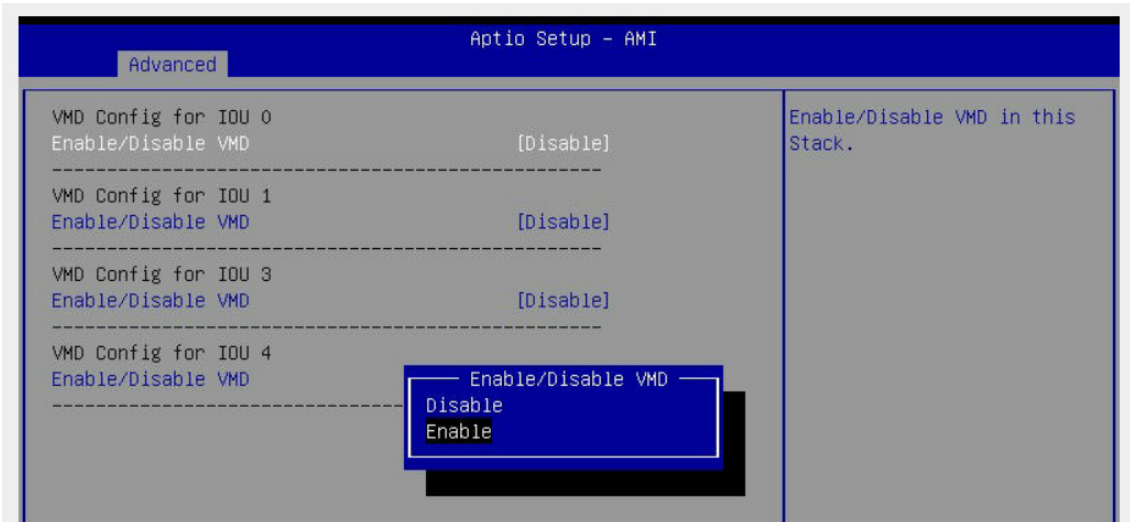 Aptio Setup – AMI
Advanced
VMD Config for IOU 0
Enable/Disable VMD [Disable]
VMD Config for IOU 1
Enable/Disable VMD [Disable]
VMD Config for IOU 3
Enable/Disable VMD [Disable]
VMD Config for IOU 4
Enable/Disable VMD
Enable/Disable VMD
Disable
Enable
Enable/Disable VMD in this
Stack.